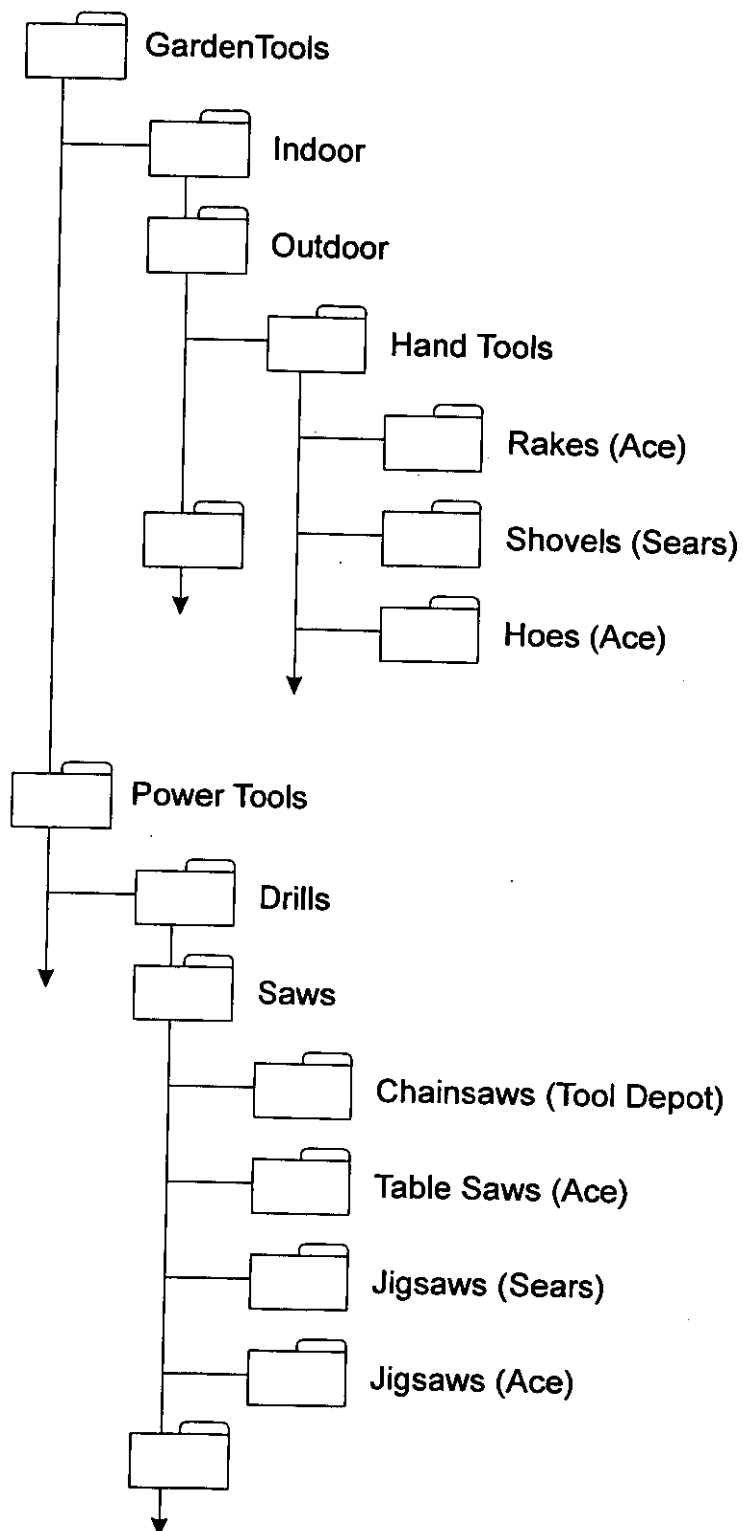 GardenTools
Indoor
Outdoor
Hand Tools
Rakes (Ace)
Shovels (Sears)
Hoes (Ace)
Power Tools
Drills
Saws
Chainsaws (Tool Depot)
Table Saws (Ace)
Jigsaws (Sears)
Jigsaws (Ace)